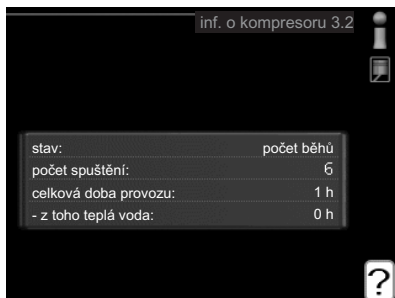 inf. o kompresoru 3.2
stav: počet běhů
počet spuštění: 6
celková doba provozu: 1 h
- z toho teplá voda: 0 h
?